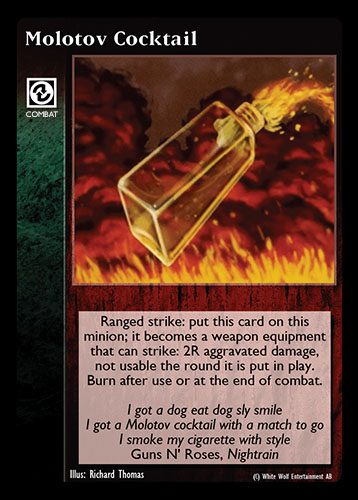 Molotov Cocktail
COMBAT
Ranged strike: put this card on this
minion; it becomes a weapon equipment
that can strike: 2R aggravated damage,
not usable the round it is put in play.
Burn after use or at the end of combat.
I got a dog eat dog sly smile
I got a Molotov cocktail with a match to go
I smoke my cigarette with style
Guns N' Roses, Nightrain
Illus: Richard Thomas
(C) White Wolf Entertainment AB